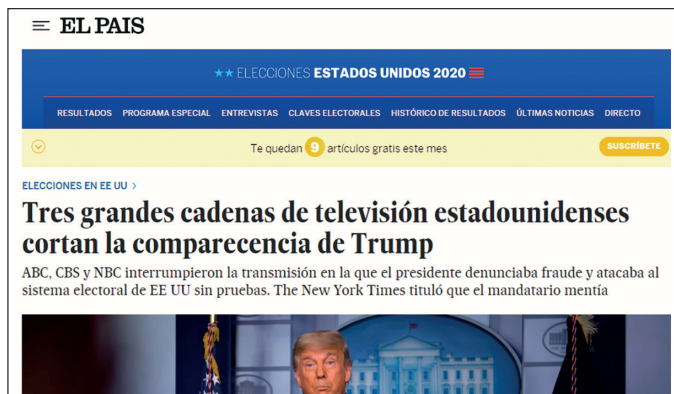 EL PAIS
★★ ELECCIONES ESTADOS UNIDOS 2020
RESULTADOS PROGRAMA ESPECIAL ENTREVISTAS CLAVES ELECTORALES HISTÓRICO DE RESULTADOS ÚLTIMAS NOTICIAS DIRECTO
Te quedan 9 artículos gratis este mes SUSCRÍBETE
ELECCIONES EN EE UU >
Tres grandes cadenas de televisión estadounidenses
cortan la comparecencia de Trump
ABC, CBS y NBC interrumpieron la transmisión en la que el presidente denunciaba fraude y atacaba al
sistema electoral de EE UU sin pruebas. The New York Times tituló que el mandatario mentía